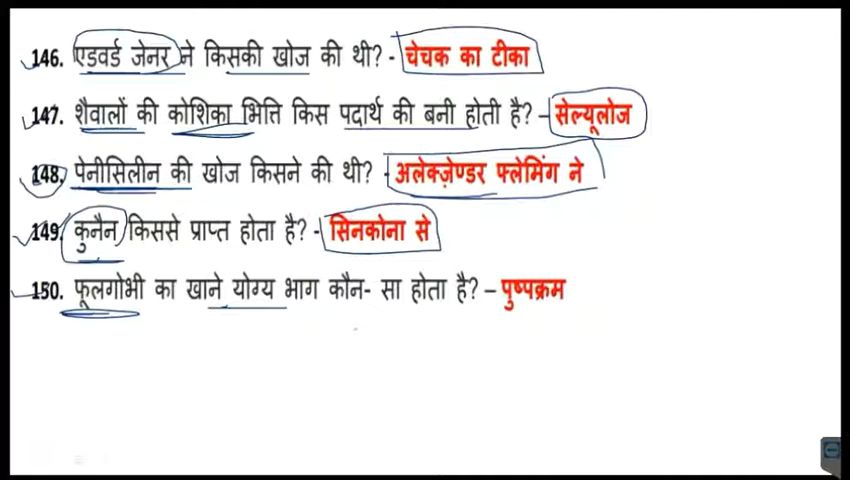 146. एडवर्ड जेनर ने किसकी खोज की थी? - चेचक का टीका
147. शैवालों की कोशिका भित्ति किस पदार्थ की बनी होती है? – सेल्यूलोज
148. पेनीसिलीन की खोज किसने की थी? - अलेक्ज़ेण्डर फ्लेमिंग ने
149. कुनैन किससे प्राप्त होता है? - सिनकोना से
150. फूलगोभी का खाने योग्य भाग कौन- सा होता है? – पुष्पक्रम